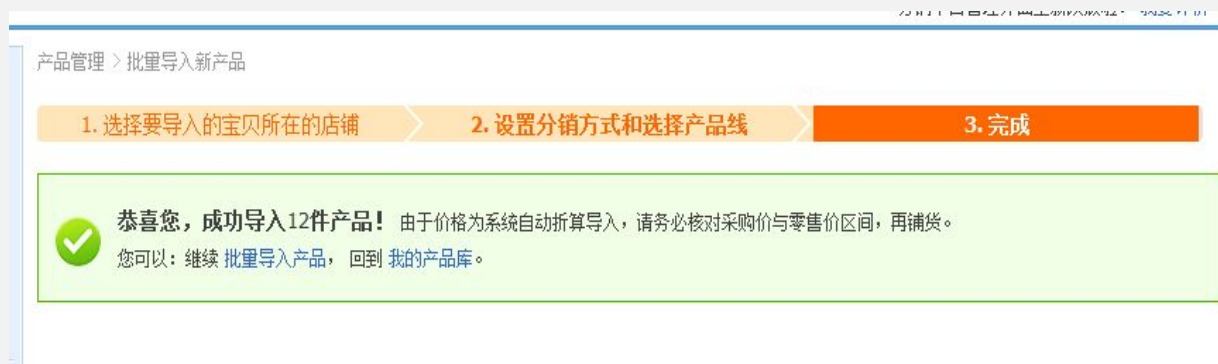 我要评价
产品管理 > 批量导入新产品
1. 选择要导入的宝贝所在的店铺
2. 设置分销方式和选择产品线
3. 完成
恭喜您，成功导入12件产品！ 由于价格为系统自动折算导入，请务必核对采购价与零售价区间，再铺货。
您可以：继续 批量导入产品， 回到 我的产品库。